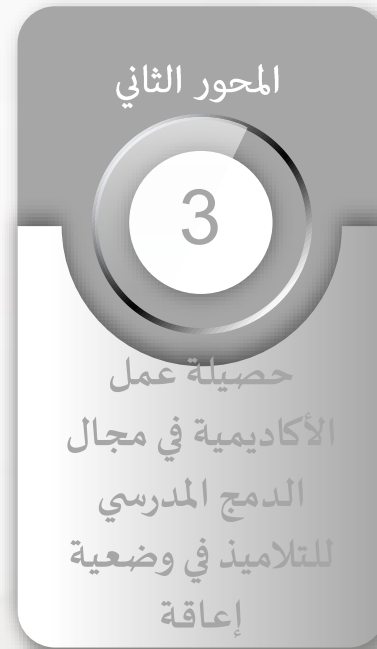 المحور الثاني
3
حصيلة عمل
الأكاديمية في مجال
الدمج المدرسي
للتلاميذ في وضعية
إعاقة